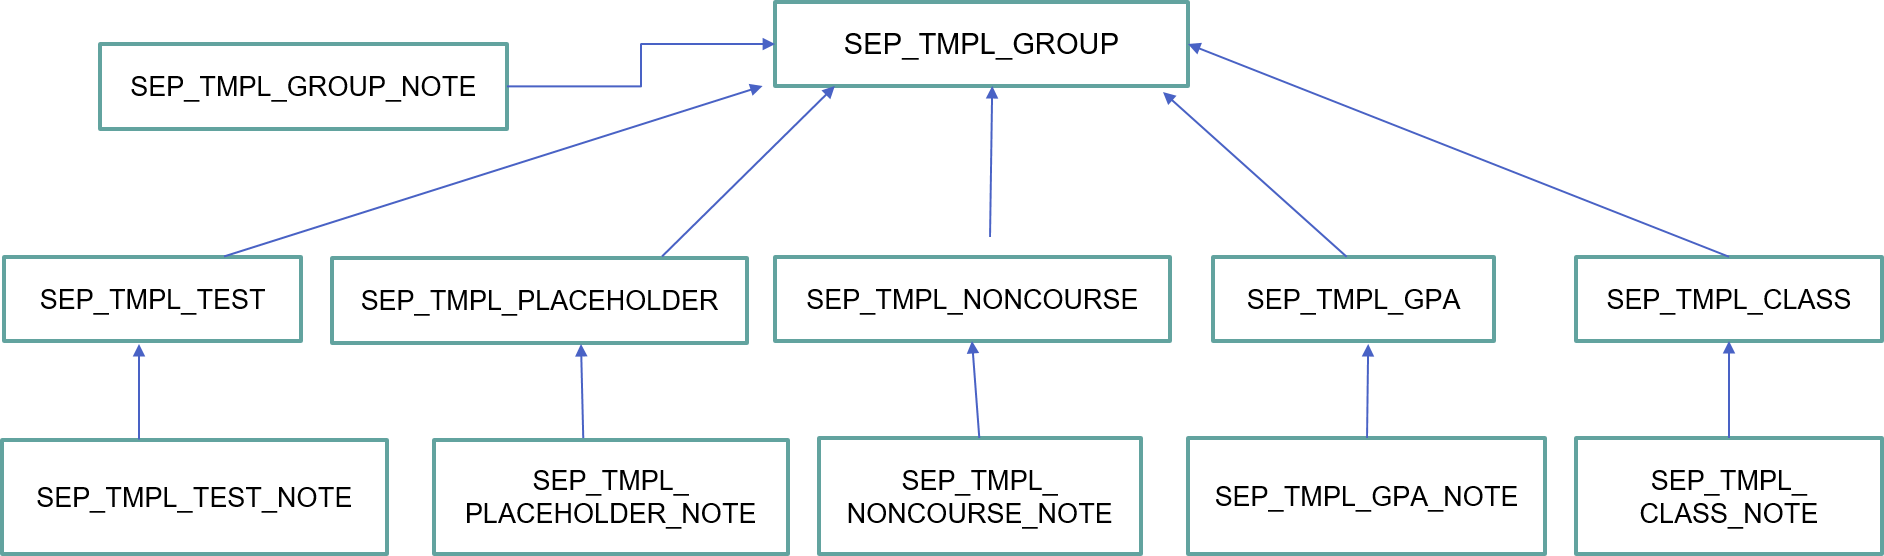 SEP_TMPL_GROUP
SEP_TMPL_GROUP_NOTE
SEP_TMPL_TEST
SEP_TMPL_PLACEHOLDER
SEP_TMPL_NONCOURSE
SEP_TMPL_GPA
SEP_TMPL_CLASS
SEP_TMPL_TEST_NOTE
SEP_TMPL_
PLACEHOLDER_NOTE
SEP_TMPL_
NONCOURSE_NOTE
SEP_TMPL_GPA_NOTE
SEP_TMPL_
CLASS_NOTE